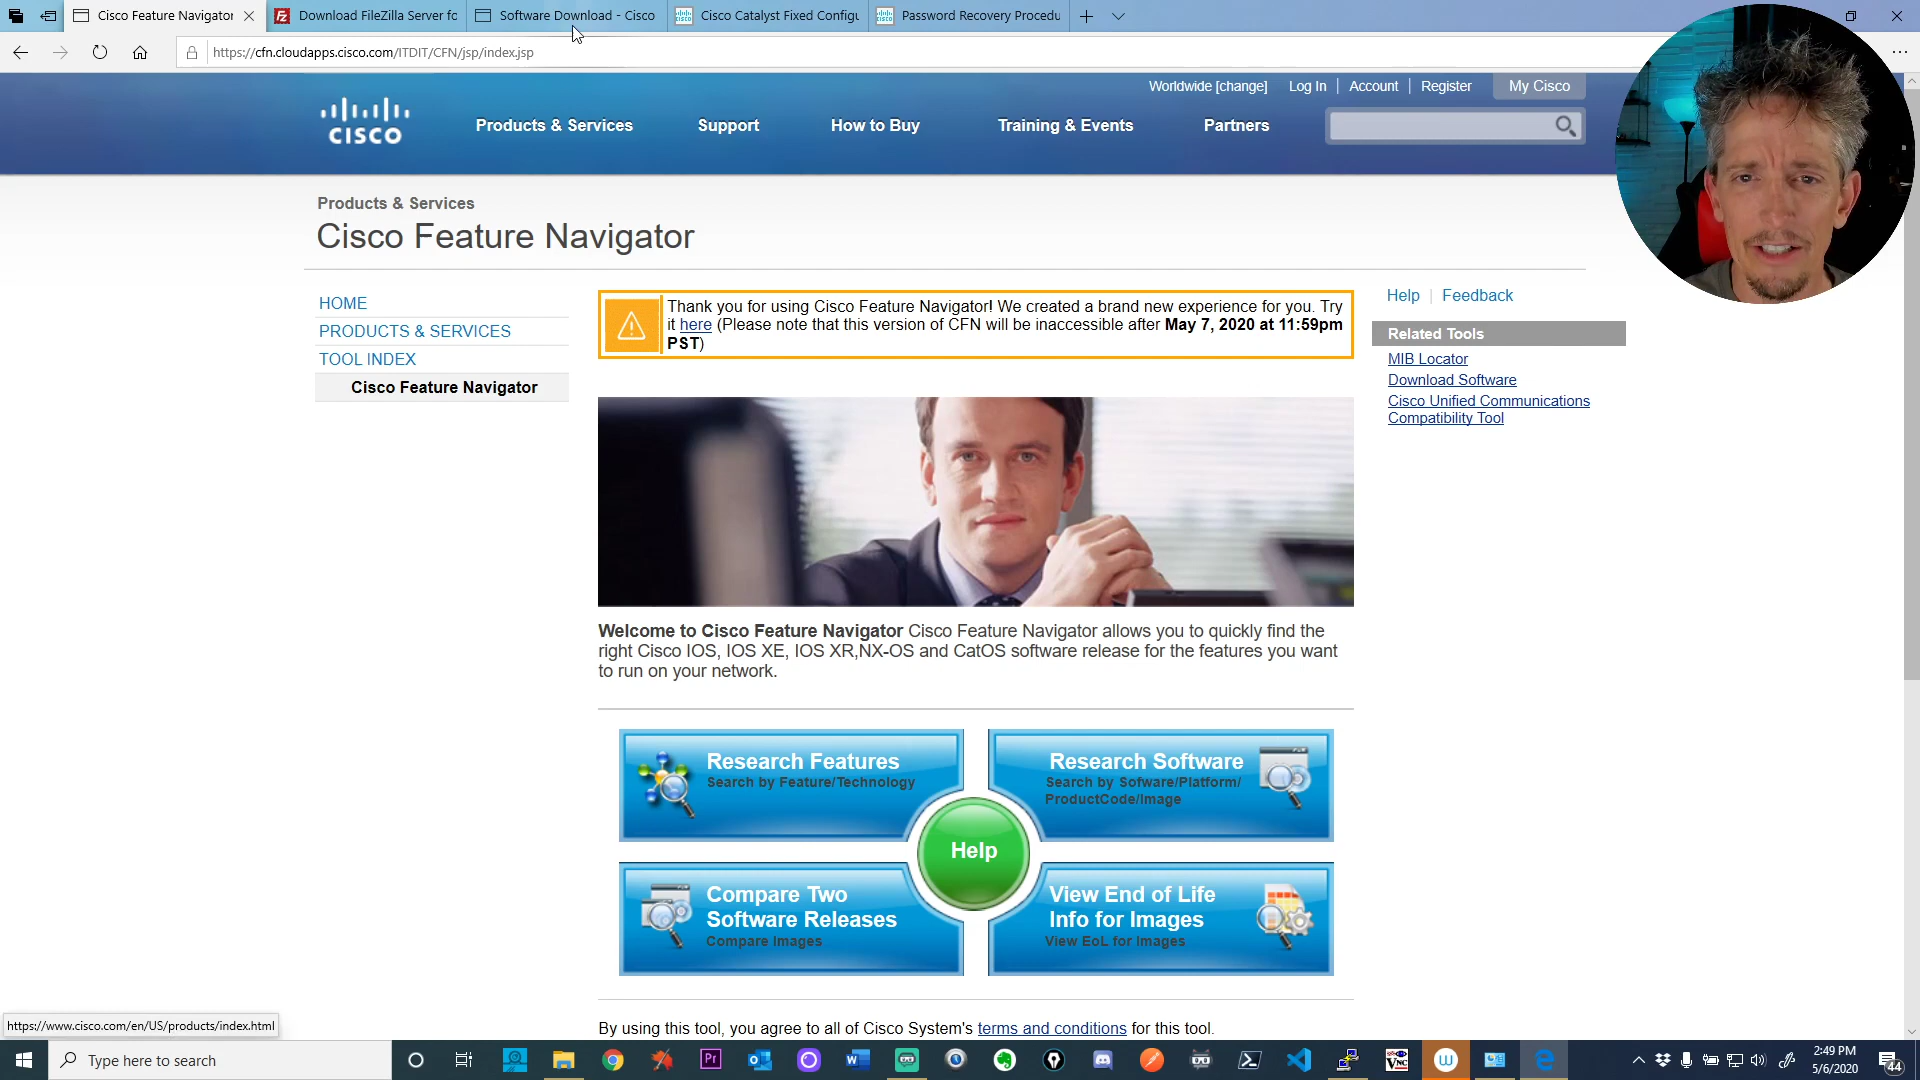 Cisco Feature Navigator
Download FileZilla Server fo
Software Download - Cisco
Cisco Catalyst Fixed Configu
Password Recovery Procedu
https://cfn.cloudapps.cisco.com/ITDIT/CFN/jsp/index.jsp
Worldwide [change]
Log In
Account
Register
My Cisco
CISCO
Products & Services
Support
How to Buy
Training & Events
Partners
Products & Services
Cisco Feature Navigator
HOME
PRODUCTS & SERVICES
TOOL INDEX
Cisco Feature Navigator
Thank you for using Cisco Feature Navigator! We created a brand new experience for you. Try
it here (Please note that this version of CFN will be inaccessible after May 7, 2020 at 11:59pm
PST)
Help
Feedback
Related Tools
MIB Locator
Download Software
Cisco Unified Communications
Compatibility Tool
Welcome to Cisco Feature Navigator Cisco Feature Navigator allows you to quickly find the
right Cisco IOS, IOS XE, IOS XR,NX-OS and CatOS software release for the features you want
to run on your network.
Research Features
Search by Feature/Technology
Research Software
Search by Sofware/Platform/
ProductCode/Image
Help
Compare Two
Software Releases
Compare Images
View End of Life
Info for Images
View EoL for Images
By using this tool, you agree to all of Cisco System's terms and conditions for this tool.
https://www.cisco.com/en/US/products/index.html
Type here to search
Pr
W
VNC
w
2:49 PM
5/6/2020
44